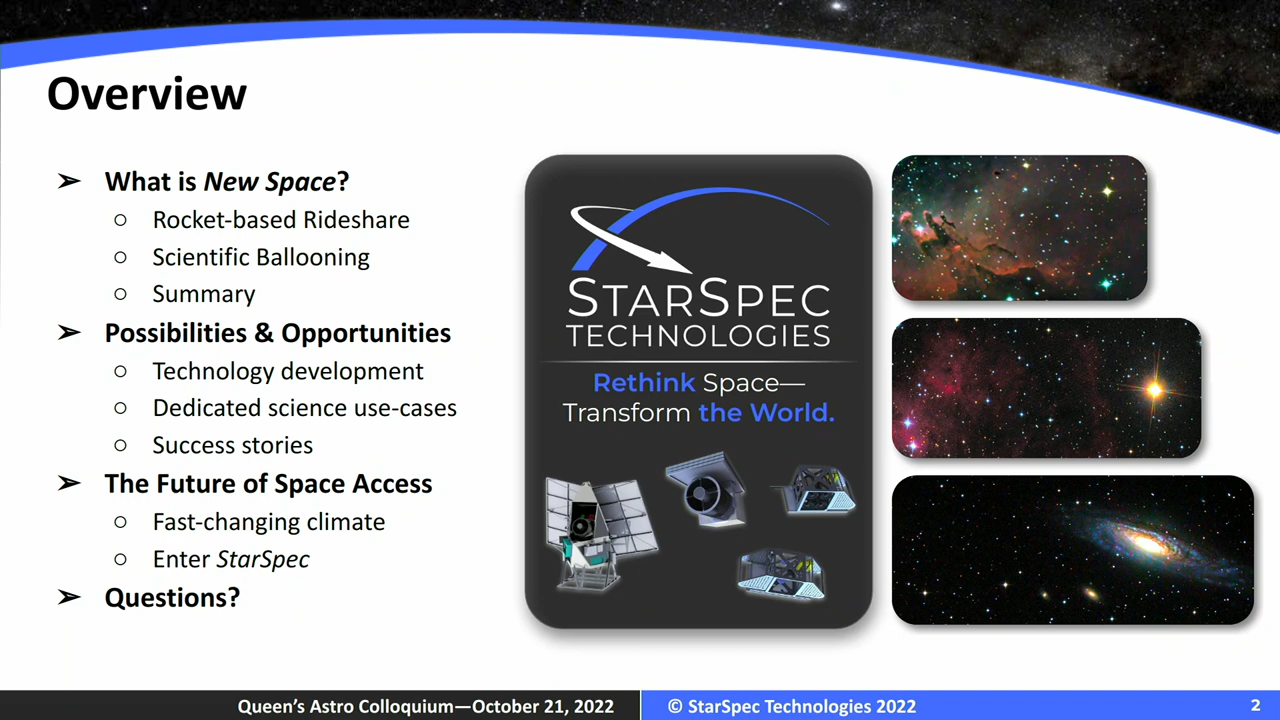 Overview
➢ What is New Space?
○ Rocket-based Rideshare
○ Scientific Ballooning
○ Summary
➢ Possibilities & Opportunities
○ Technology development
○ Dedicated science use-cases
○ Success stories
➢ The Future of Space Access
○ Fast-changing climate
○ Enter StarSpec
➢ Questions?
STARSPEC
TECHNOLOGIES
Rethink Space—
Transform the World.
Queen's Astro Colloquium—October 21, 2022
© StarSpec Technologies 2022
2